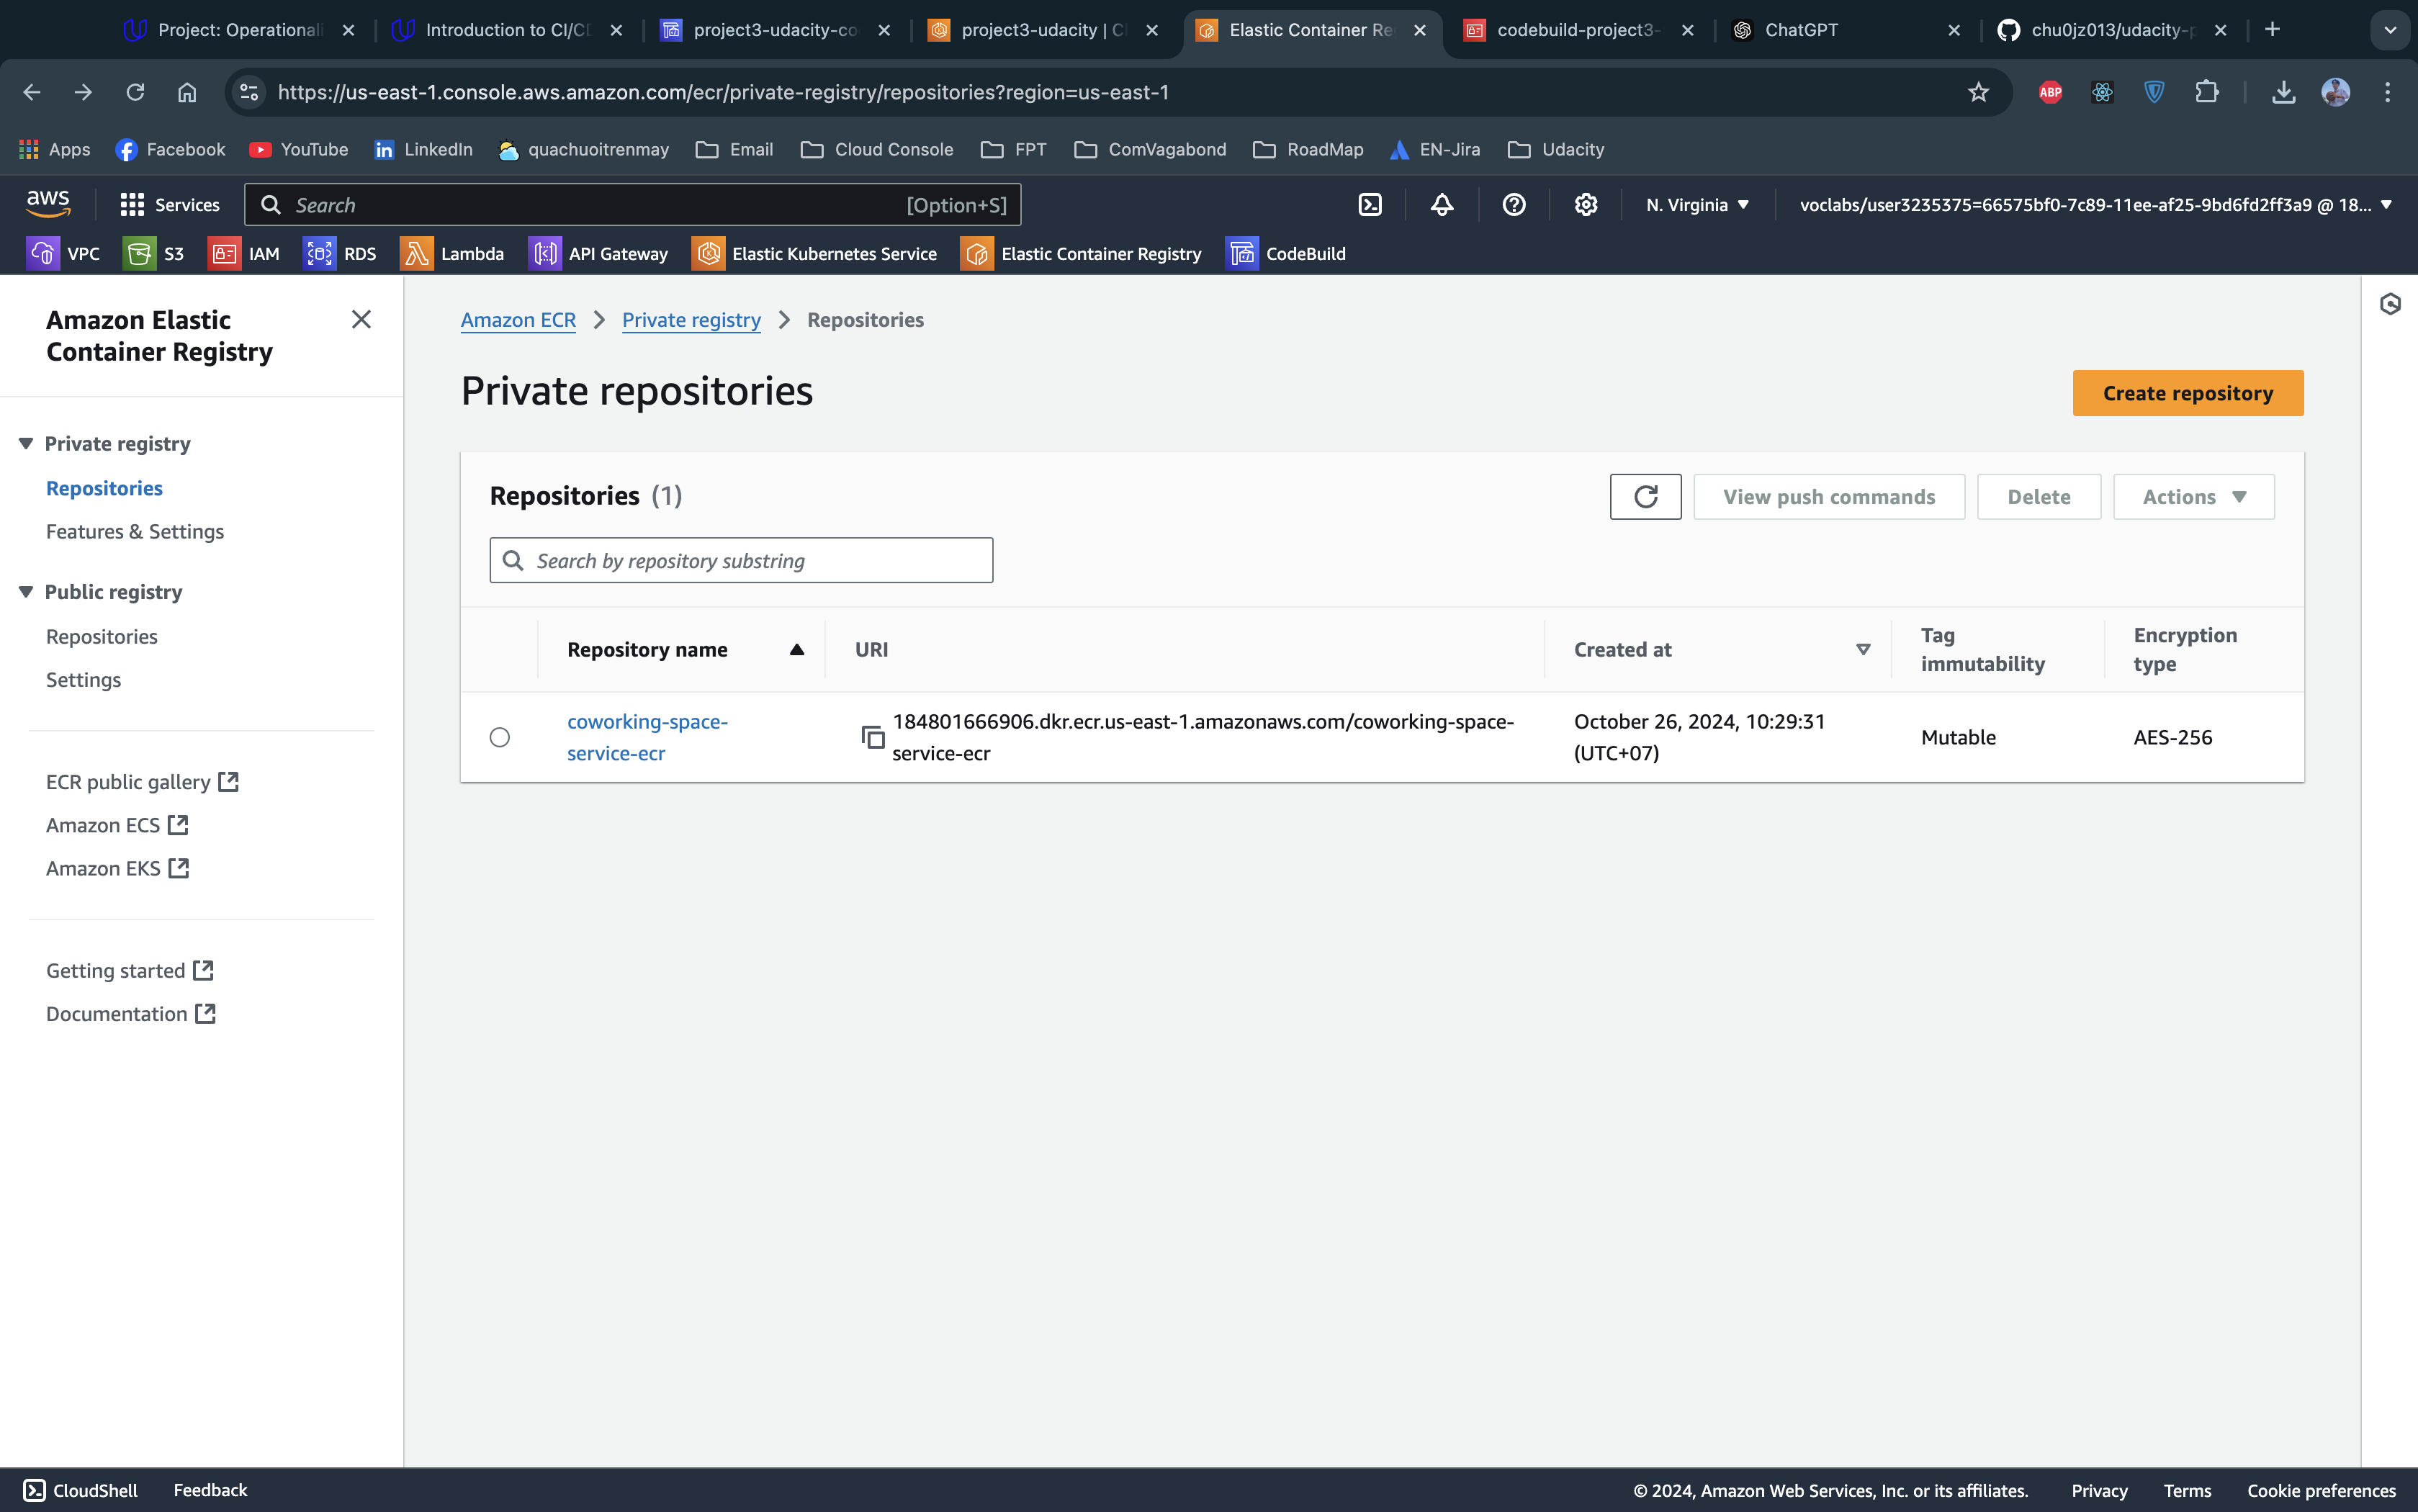 Project: Operationali
Introduction to CI/CD
project3-udacity-co
project3-udacity | Cl
Elastic Container Re
codebuild-project3-
ChatGPT
chu0jz013/udacity-p
https://us-east-1.console.aws.amazon.com/ecr/private-registry/repositories?region=us-east-1
ABP
Apps
Facebook
YouTube
LinkedIn
quachuoitrenmay
Email
Cloud Console
FPT
ComVagabond
RoadMap
EN-Jira
Udacity
aws
Services
Search
[Option+S]
N. Virginia
voclabs/user3235375=66575bf0-7c89-11ee-af25-9bd6fd2ff3a9 @ 18...
VPC
S3
IAM
RDS
Lambda
API Gateway
Elastic Kubernetes Service
Elastic Container Registry
CodeBuild
Amazon Elastic
Container Registry
Private registry
Repositories
Features & Settings
Public registry
Repositories
Settings
ECR public gallery
Amazon ECS
Amazon EKS
Getting started
Documentation
Amazon ECR
Private registry
Repositories
Private repositories
Create repository
Repositories (1)
View push commands
Delete
Actions
Search by repository substring
Repository name
URI
Created at
Tag
immutability
Encryption
type
coworking-space-
service-ecr
184801666906.dkr.ecr.us-east-1.amazonaws.com/coworking-space-
service-ecr
October 26, 2024, 10:29:31
(UTC+07)
Mutable
AES-256
CloudShell
Feedback
© 2024, Amazon Web Services, Inc. or its affiliates.
Privacy
Terms
Cookie preferences